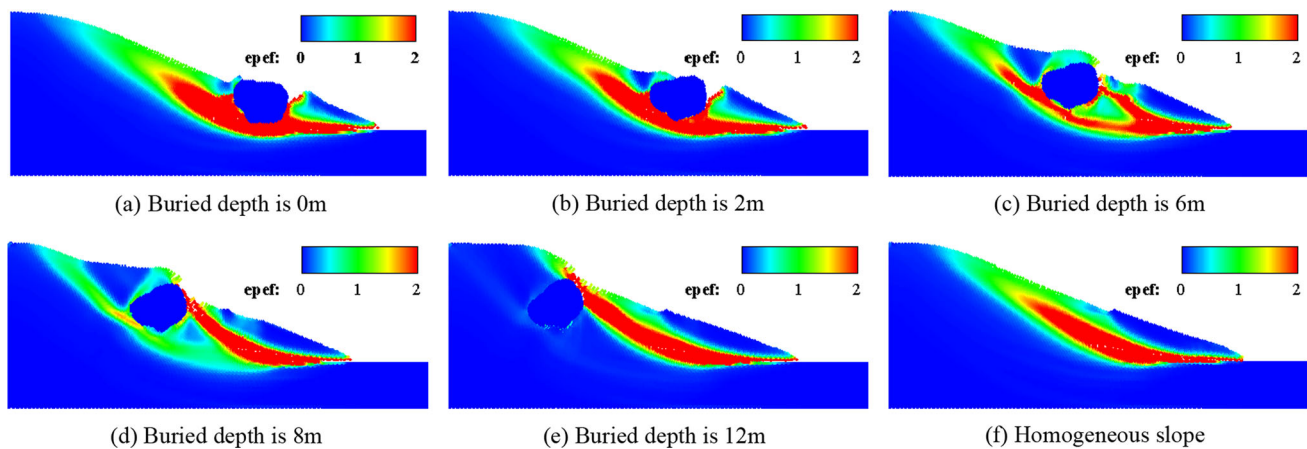 epef: 0 1 2
epef: 0 1 2
epef: 0 1 2
(a) Buried depth is 0m
(b) Buried depth is 2m
(c) Buried depth is 6m
epef: 0 1 2
epef: 0 1 2
epef: 0 1 2
(d) Buried depth is 8m
(e) Buried depth is 12m
(f) Homogeneous slope